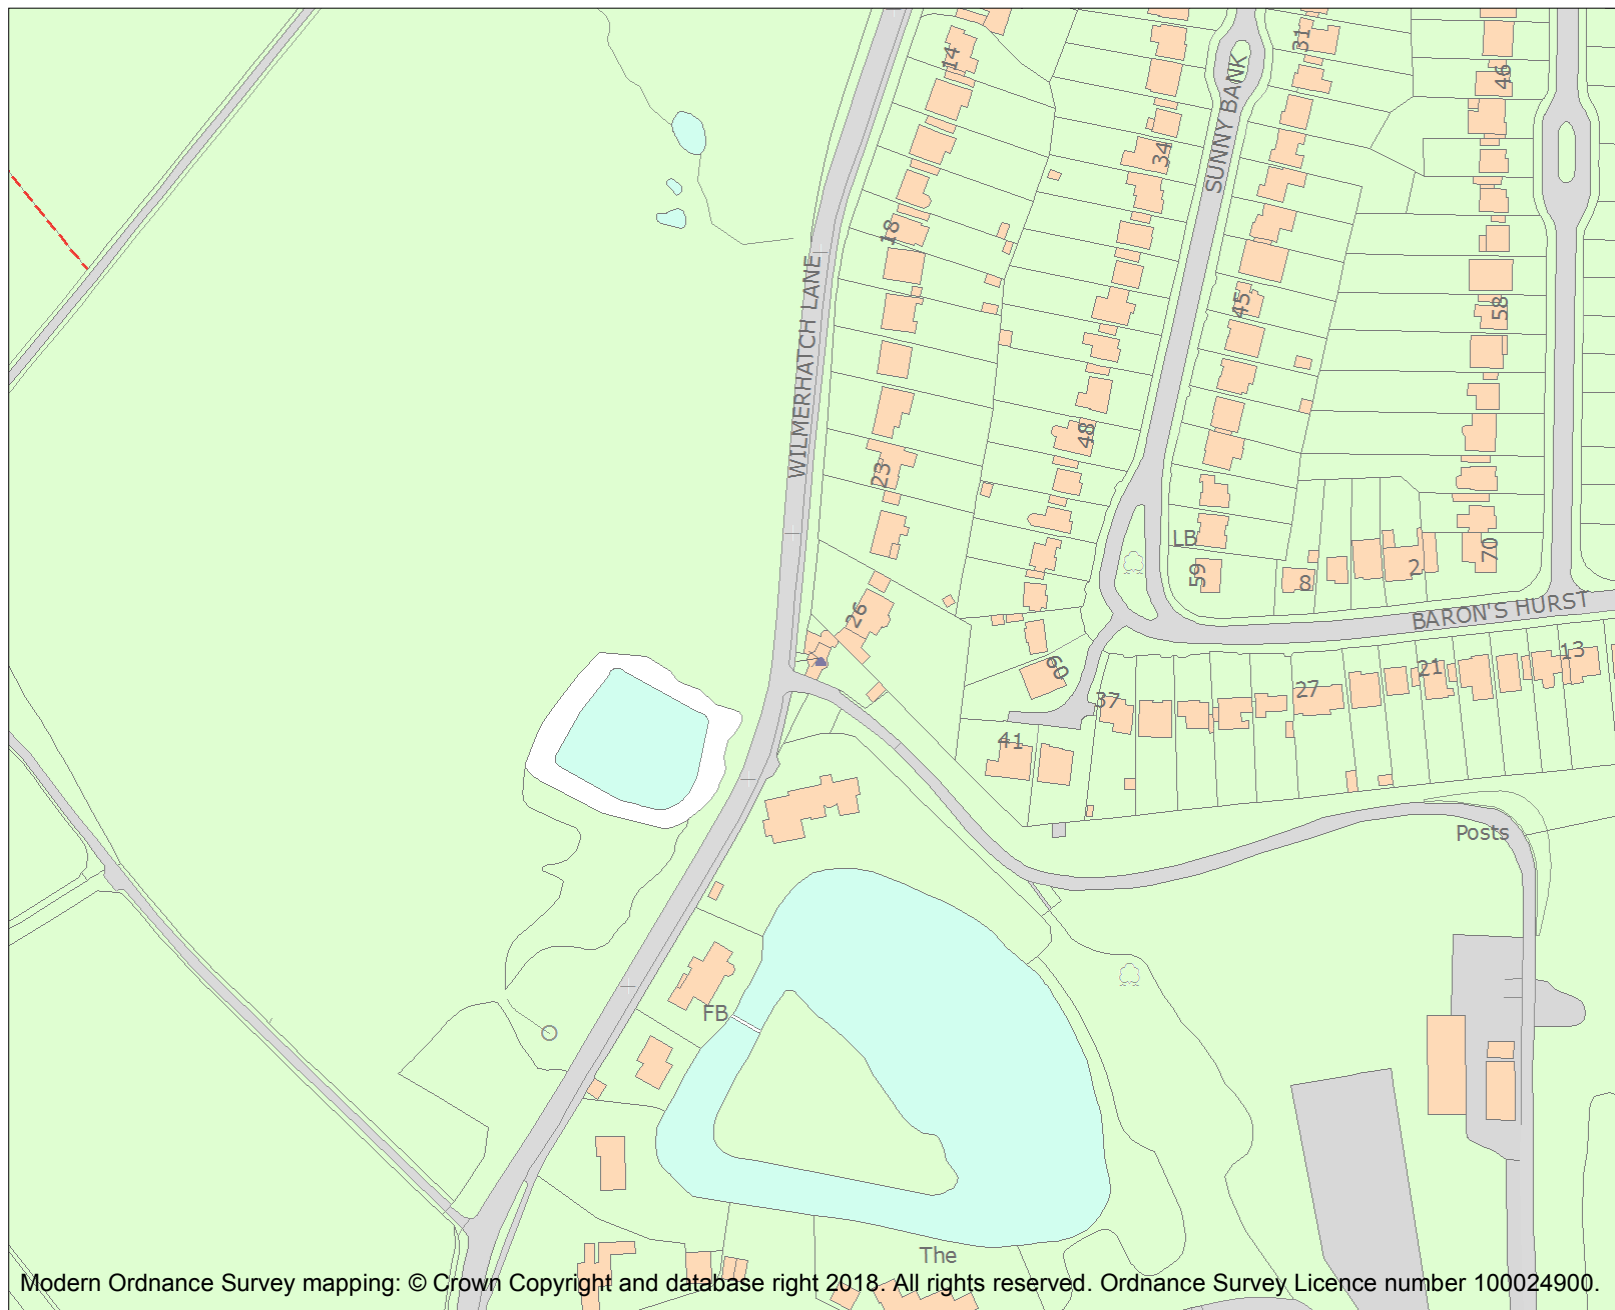 14
31
46
SUNNY BANK
34
18
WILMERHATCH LANE
45
58
48
23
LB
59
8
2
70
26
BARON'S HURST
60
13
21
27
37
41
Posts
FB
The
Modern Ordnance Survey mapping: © Crown Copyright and database right 2018. All rights reserved. Ordnance Survey Licence number 100024900.